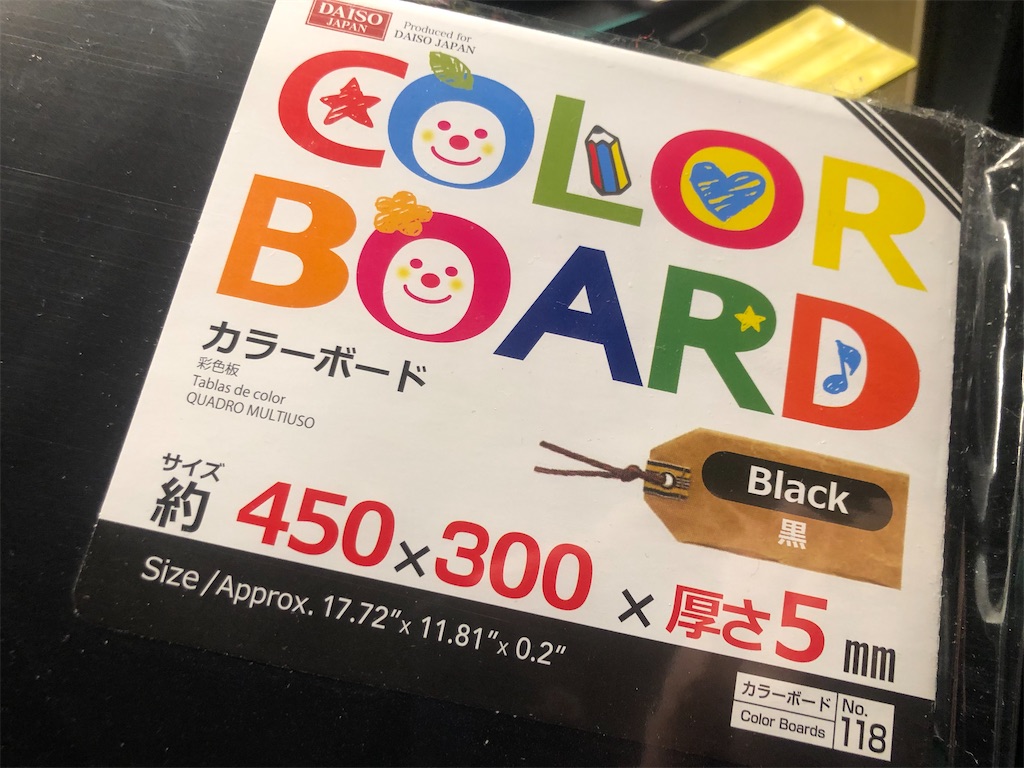 DAISO
JAPAN
Produced for
DAISO JAPAN
COLOR
BOARD
カラーボード
彩色板
Tablas de color
QUADRO MULTIUSO
Black
黒
サイズ
約 450×300×厚さ5mm
Size/Approx. 17.72"x 11.81"x 0.2"
カラーボード
Color Boards
No.
118